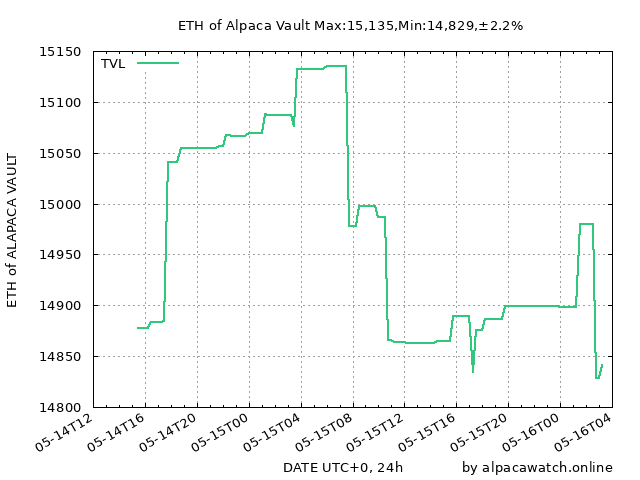 ETH of Alpaca Vault Max:15,135,Min:14,829,±2.2%
TVL
15150
15100
15050
15000
14950
14900
14850
14800
ETH of ALAPACA VAULT
05-14T12
05-14T16
05-14T20
05-15T00
05-15T04
05-15T08
05-15T12
05-15T16
05-15T20
05-16T00
05-16T04
DATE UTC+0, 24h
by alpacawatch.online